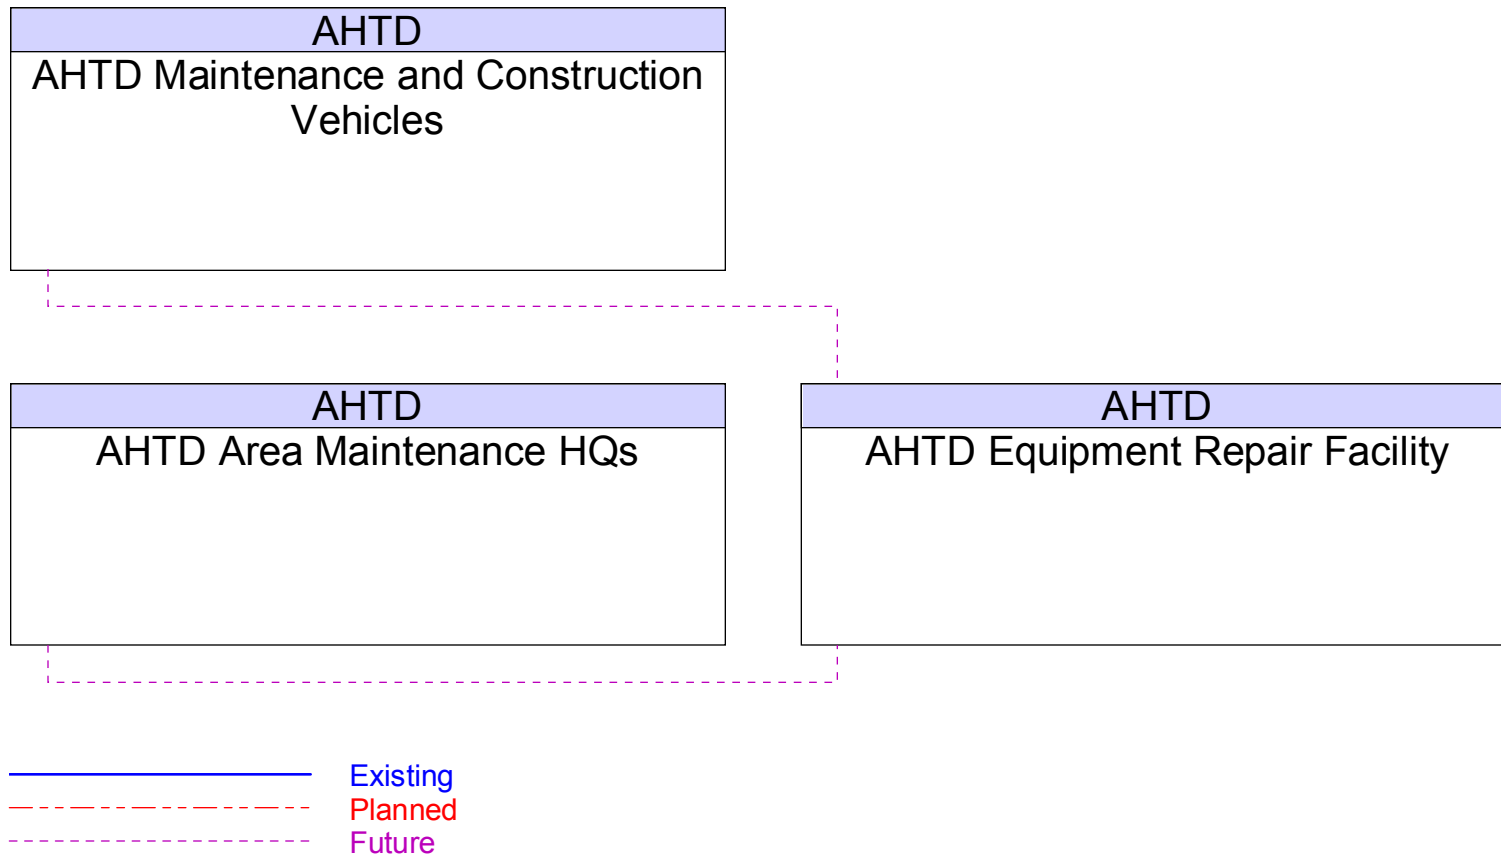 AHTD
AHTD Maintenance and Construction
Vehicles
AHTD
AHTD Area Maintenance HQs
AHTD
AHTD Equipment Repair Facility
Existing
Planned
Future